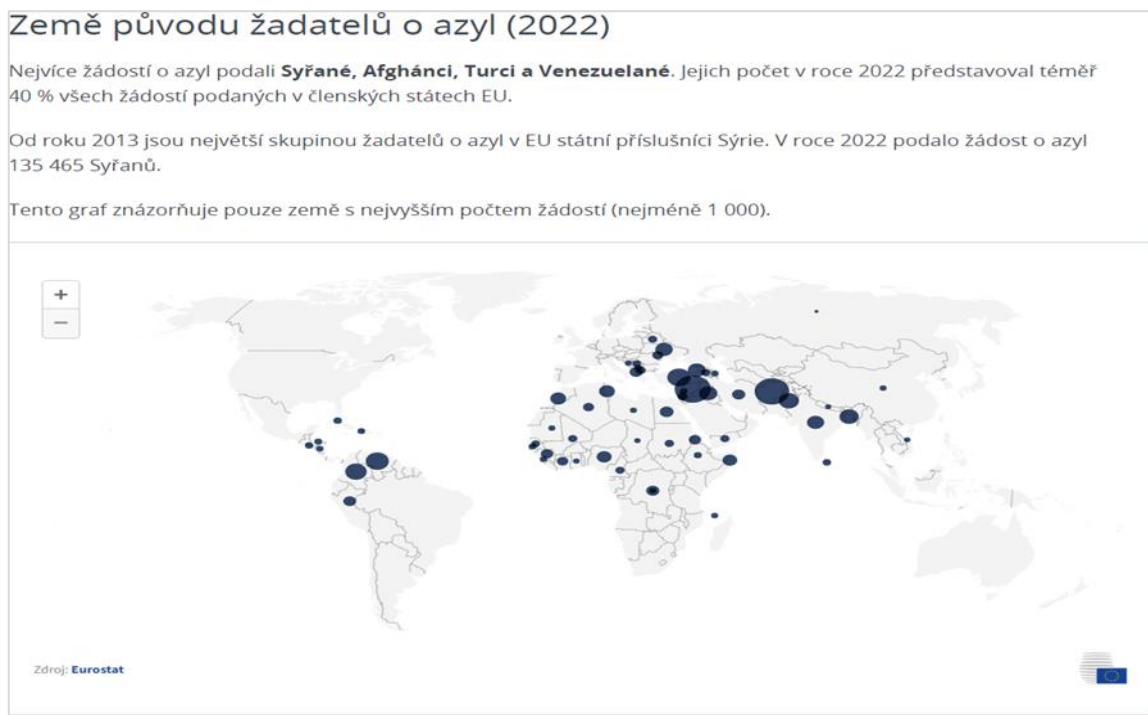 Země původu žadatelů o azyl (2022)
Nejvíce žádostí o azyl podali Syřané, Afghánci, Turci a Venezuelané. Jejich počet v roce 2022 představoval téměř
40 % všech žádostí podaných v členských státech EU.
Od roku 2013 jsou největší skupinou žadatelů o azyl v EU státní příslušníci Sýrie. V roce 2022 podalo žádost o azyl
135 465 Syřanů.
Tento graf znázorňuje pouze země s nejvyšším počtem žádostí (nejméně 1 000).
+
−
Zdroj: Eurostat